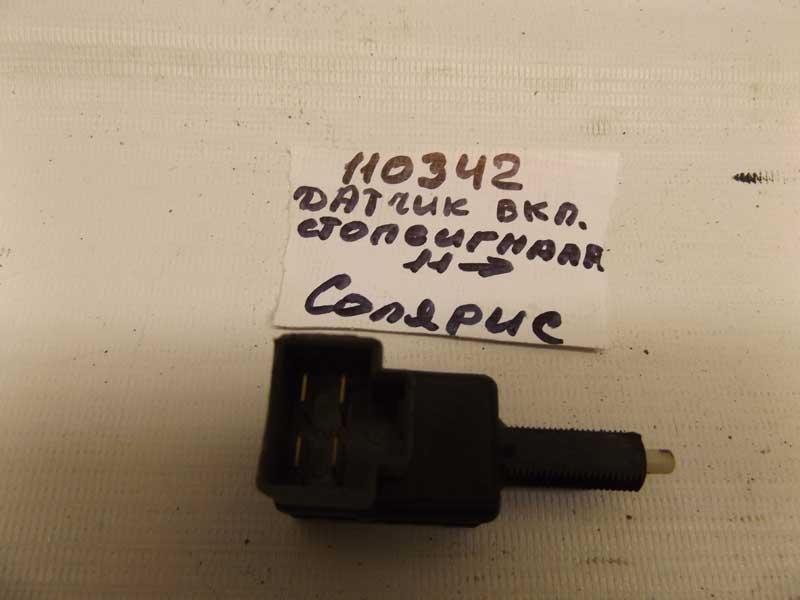 110342
ДАТЧИК ВКЛ.
СТОПСИГНАЛА
11→
Солярис